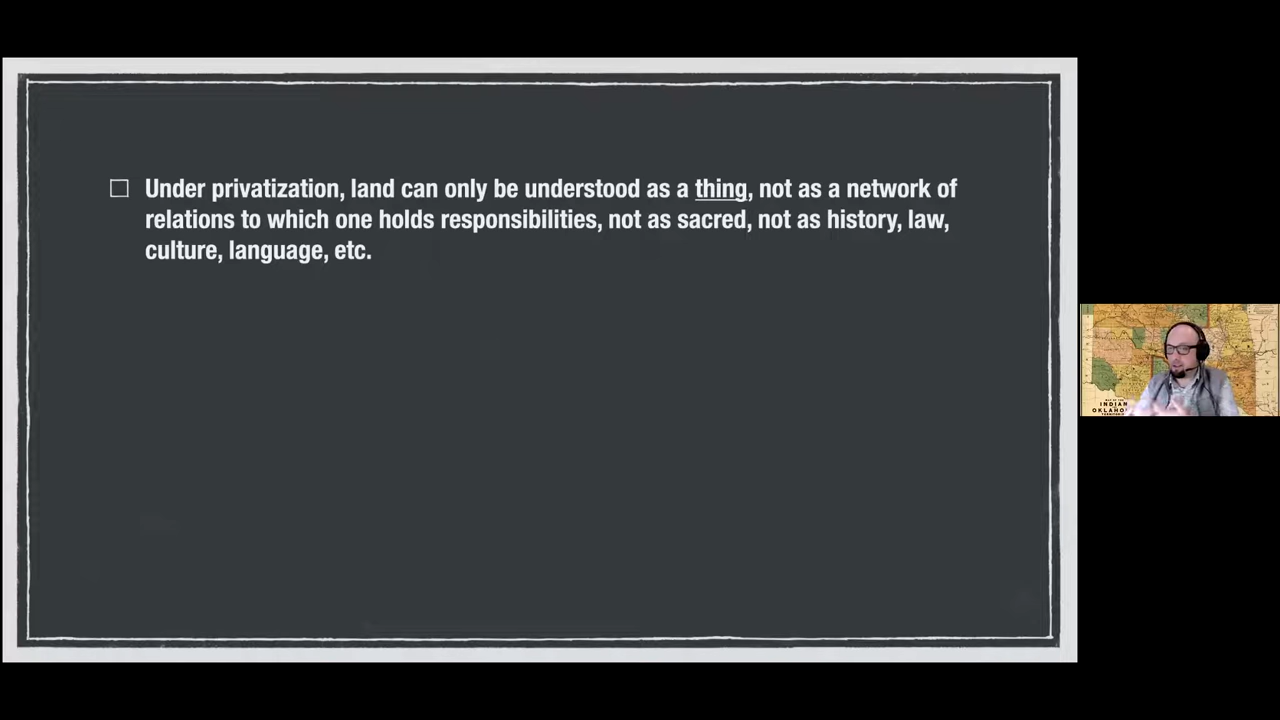 Under privatization, land can only be understood as a thing, not as a network of
relations to which one holds responsibilities, not as sacred, not as history, law,
culture, language, etc.
INDIAN
OKLAHO